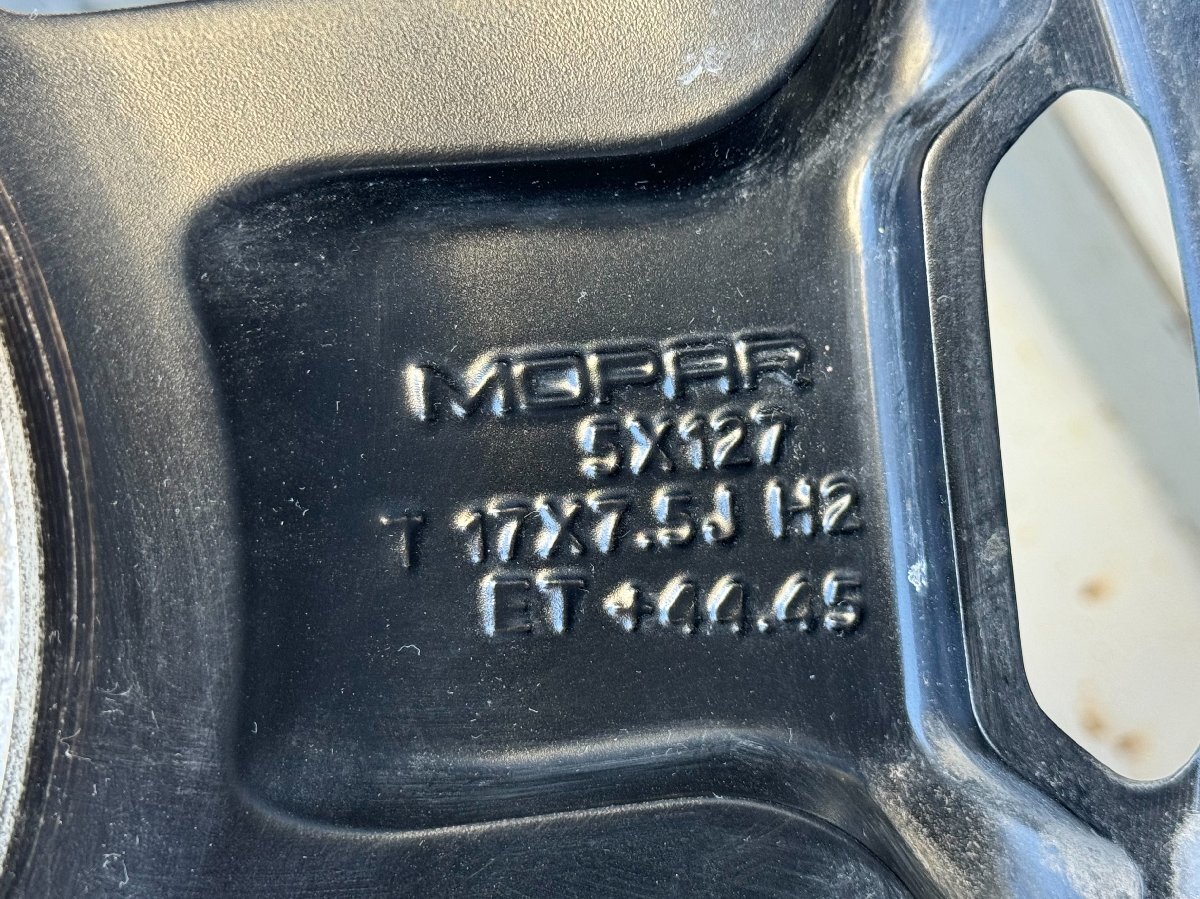 MOPAR
5X127
T 17X7.5J H2
ET +44.45